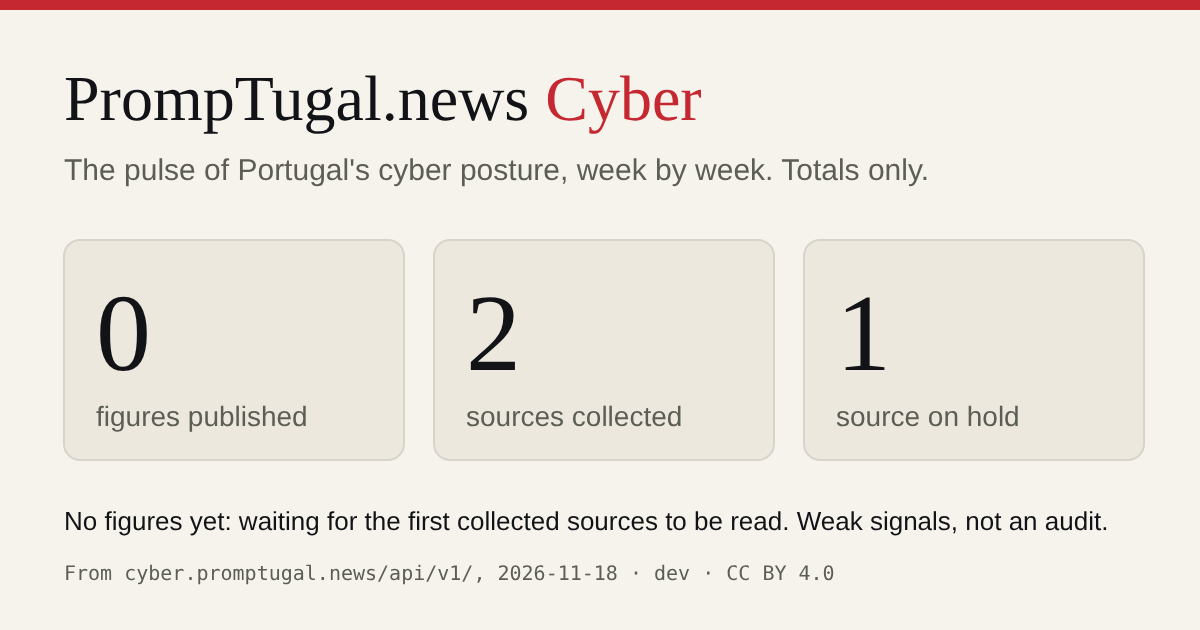 PrompTugal.news Cyber
The pulse of Portugal's cyber posture, week by week. Totals only.
0
figures published
2
sources collected
1
source on hold
No figures yet: waiting for the first collected sources to be read. Weak signals, not an audit.
From cyber.promptugal.news/api/v1/, 2026-11-18 · dev · CC BY 4.0